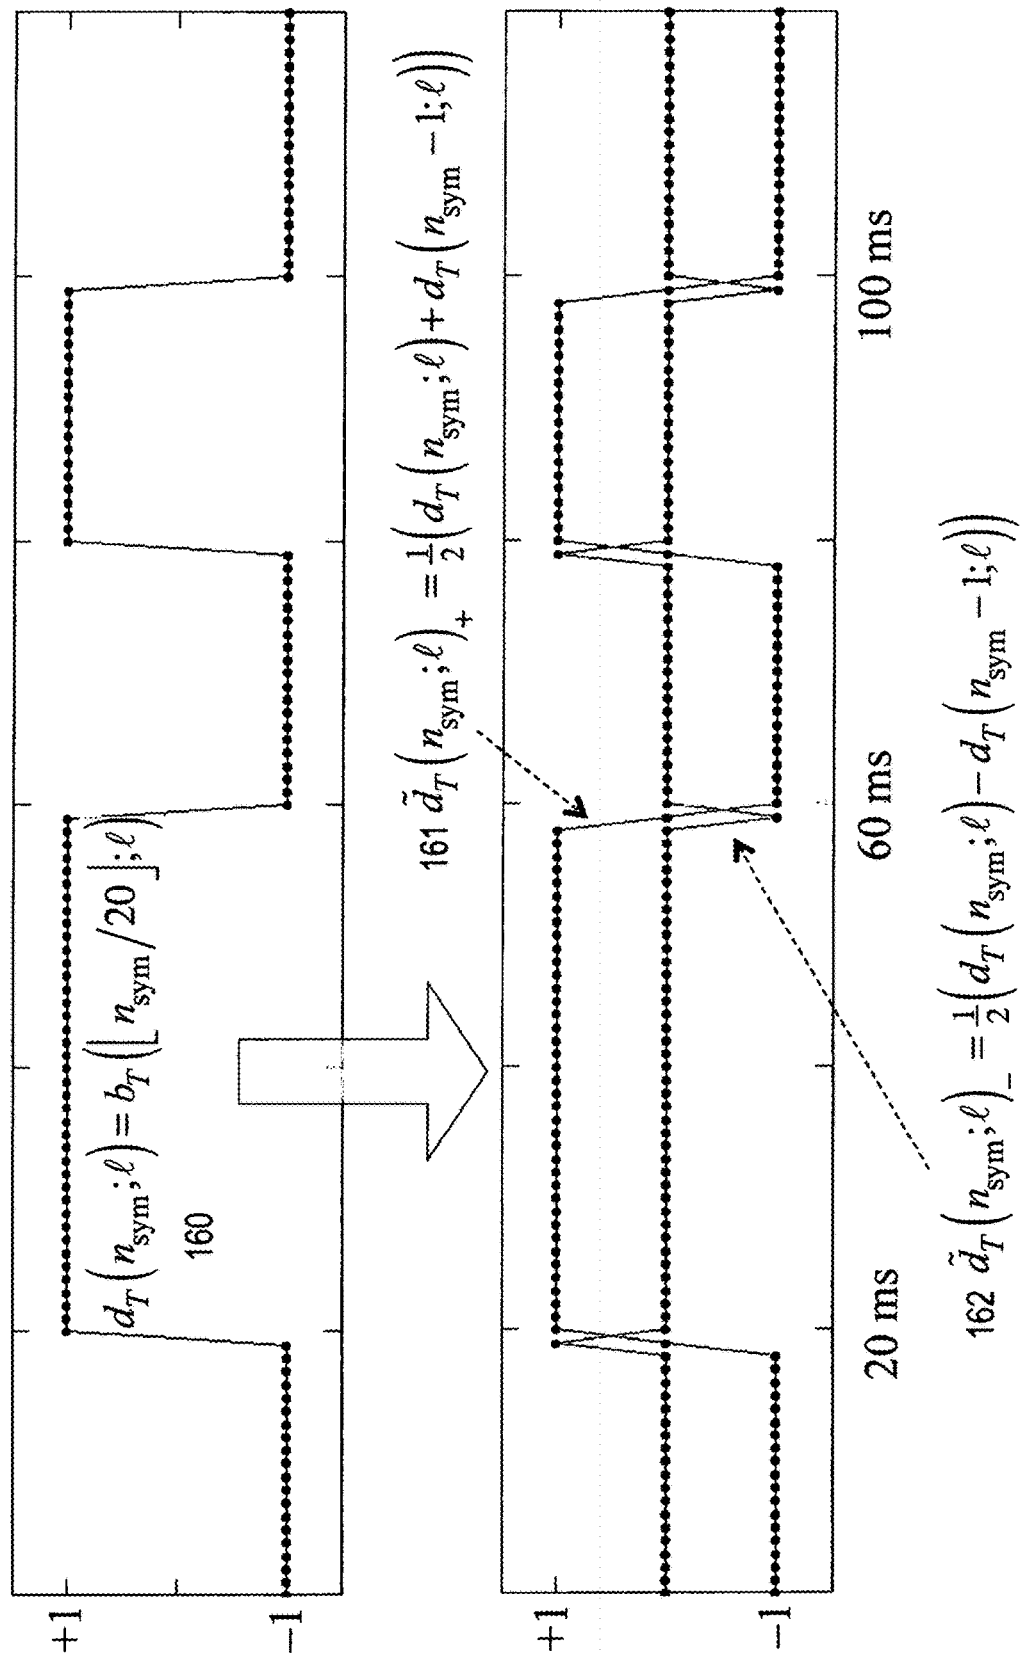 +1
−1
d_T(n_sym;ℓ)=b_T(⌊n_sym/20⌋;ℓ)
160
161 d̃_T(n_sym;ℓ)_+ = ½(d_T(n_sym;ℓ)+d_T(n_sym−1;ℓ))
+1
−1
20 ms
60 ms
100 ms
162 d̃_T(n_sym;ℓ)_− = ½(d_T(n_sym;ℓ)−d_T(n_sym−1;ℓ))